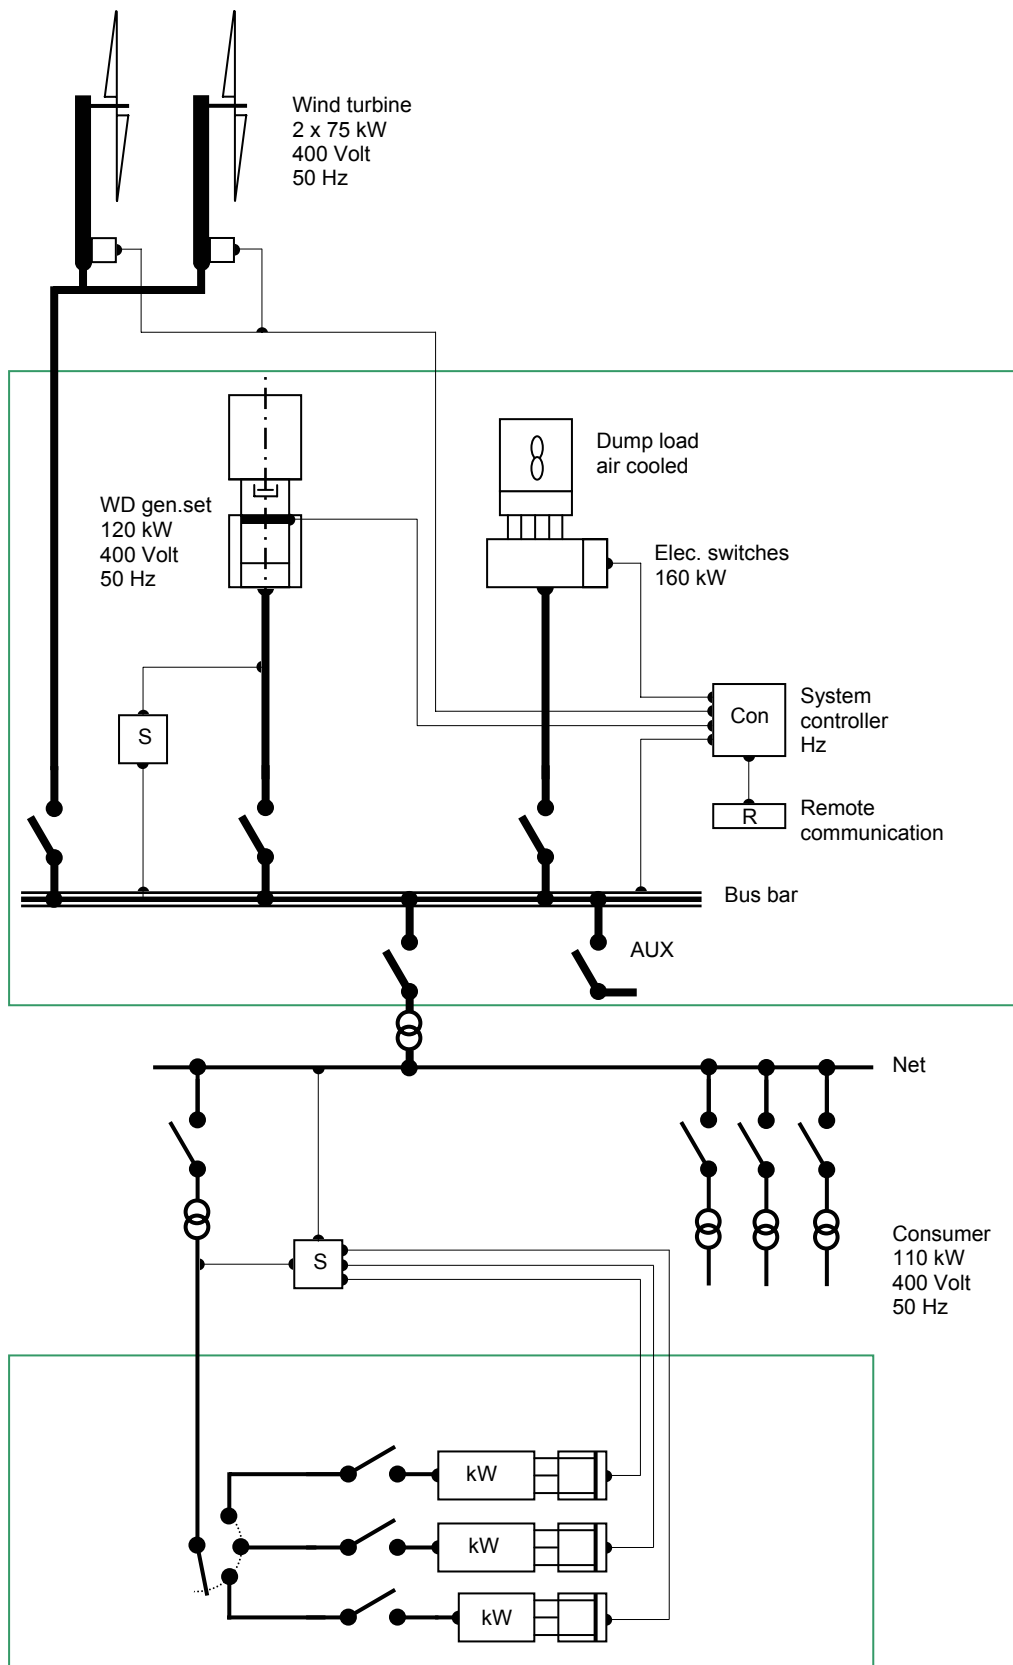 Wind turbine
2 x 75 kW
400 Volt
50 Hz
Dump load
air cooled
WD gen.set
120 kW
400 Volt
50 Hz
Elec. switches
160 kW
S
Con
System
controller
Hz
R
Remote
communication
Bus bar
AUX
Net
S
Consumer
110 kW
400 Volt
50 Hz
kW
kW
kW